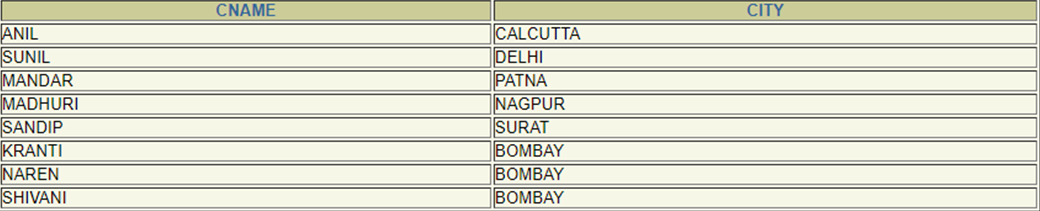 CNAME CITY
ANIL CALCUTTA
SUNIL DELHI
MANDAR PATNA
MADHURI NAGPUR
SANDIP SURAT
KRANTI BOMBAY
NAREN BOMBAY
SHIVANI BOMBAY